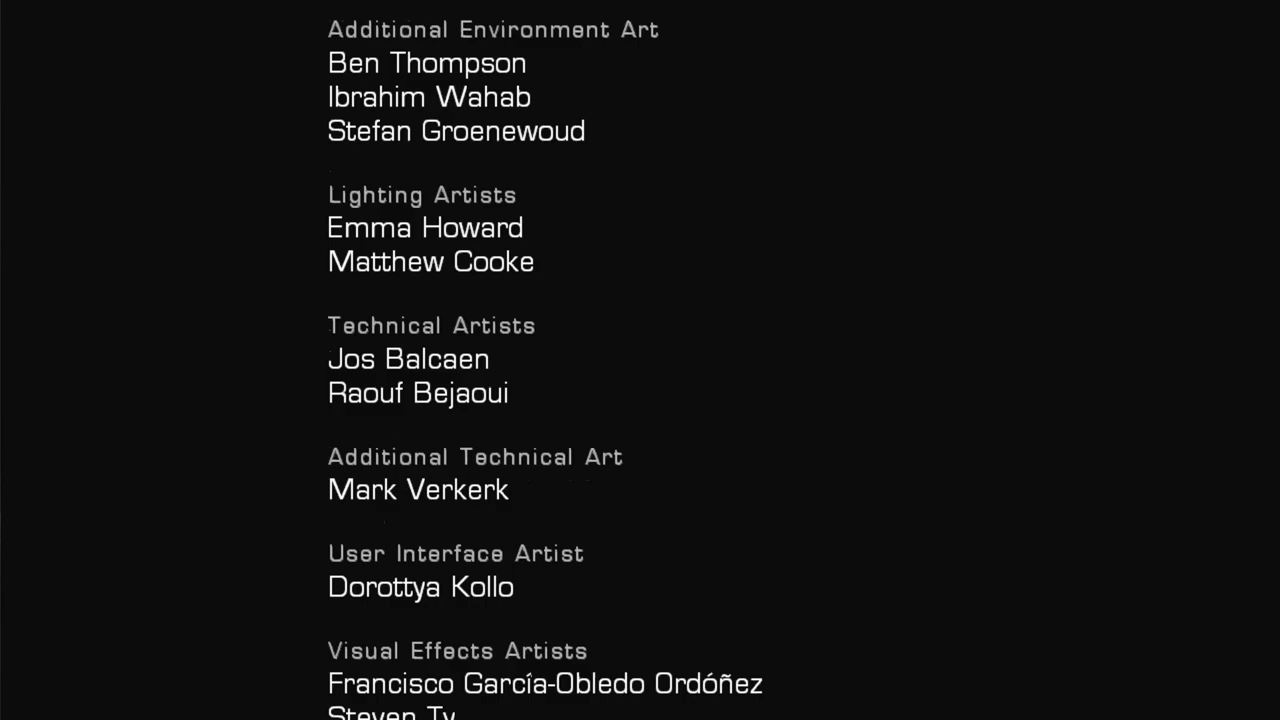 Additional Environment Art
Ben Thompson
Ibrahim Wahab
Stefan Groenewoud
Lighting Artists
Emma Howard
Matthew Cooke
Technical Artists
Jos Balcaen
Raouf Bejaoui
Additional Technical Art
Mark Verkerk
User Interface Artist
Dorottya Kollo
Visual Effects Artists
Francisco García-Obledo Ordóñez
Steven Ty